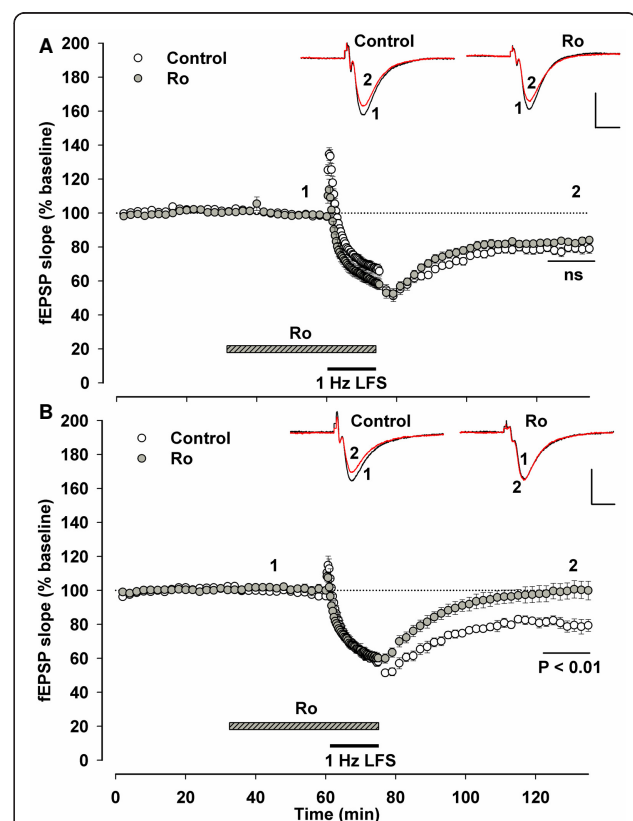 A
200
180
160
140
120
100
80
60
40
20
0
fEPSP slope (% baseline)
Control
Ro
Control
2
1
Ro
2
1
1
2
ns
Ro
1 Hz LFS
B
200
180
160
140
120
100
80
60
40
20
0
fEPSP slope (% baseline)
Control
Ro
Control
2
1
Ro
1
2
1
2
P < 0.01
Ro
1 Hz LFS
0 20 40 60 80 100 120
Time (min)